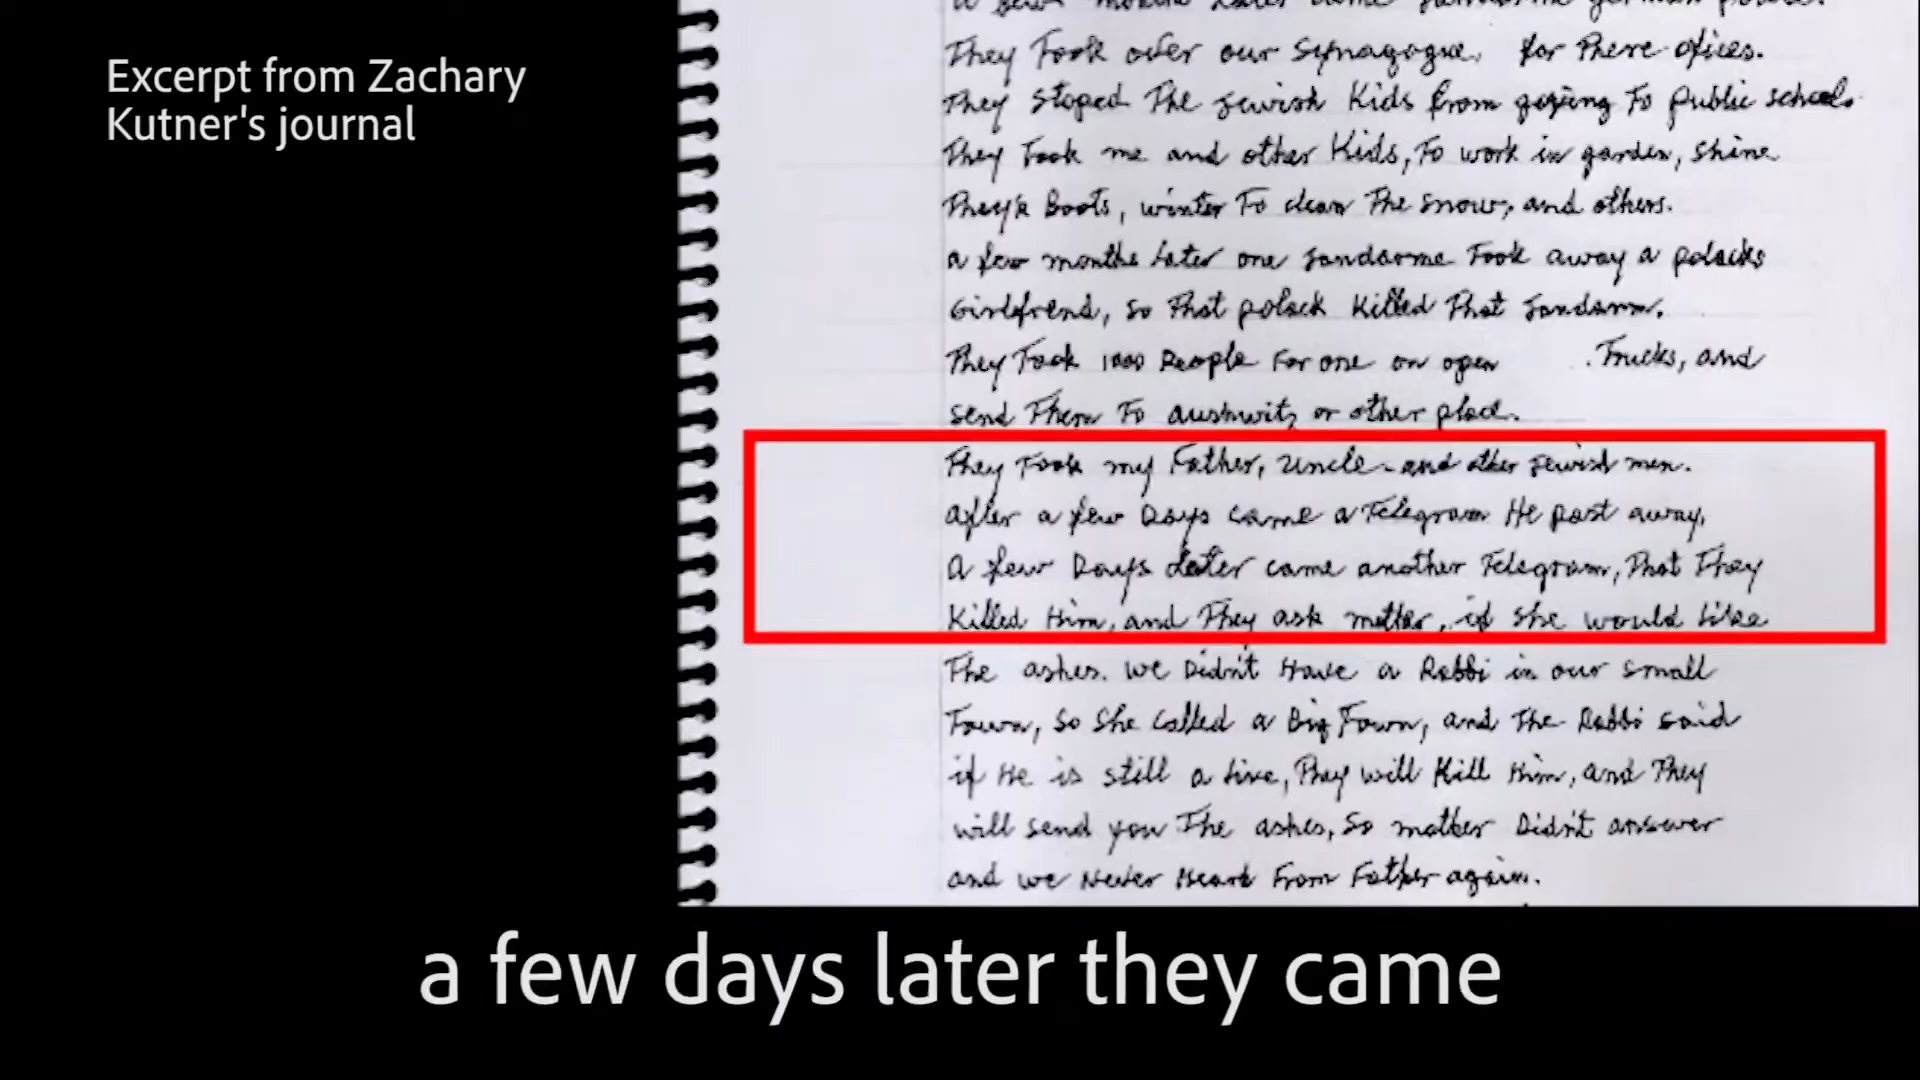 Excerpt from Zachary
Kutner's journal
a few months Later came
They Took over our Synagogue, for There ofices.
They Stoped The Jewish Kids from going To public school.
They Took me and other Kids, To work in garden, shine
They'r Boots, winter To clean The snow, and others.
a few months Later one Jandarme Took away a polacks
Girlfrend, so That polack Killed That Jandarm.
They Took 1000 People For one on open Trucks, and
send Them To aushwitz or other place.
They Took my Father, Uncle and other Jewish men.
After a few Days came a Telegram He past away,
A few Days Later came another Telegram, That They
Killed Him, and They ask mother, if she would Like
The ashes. We Didn't Have a Rabbi in our small
Town, So She called a Big Town, and The Rabbi said
if He is still a live, They will Kill Him, and They
will send you The ashes, So mother Didn't answer
and we Never Heard From Father again.
a few days later they came